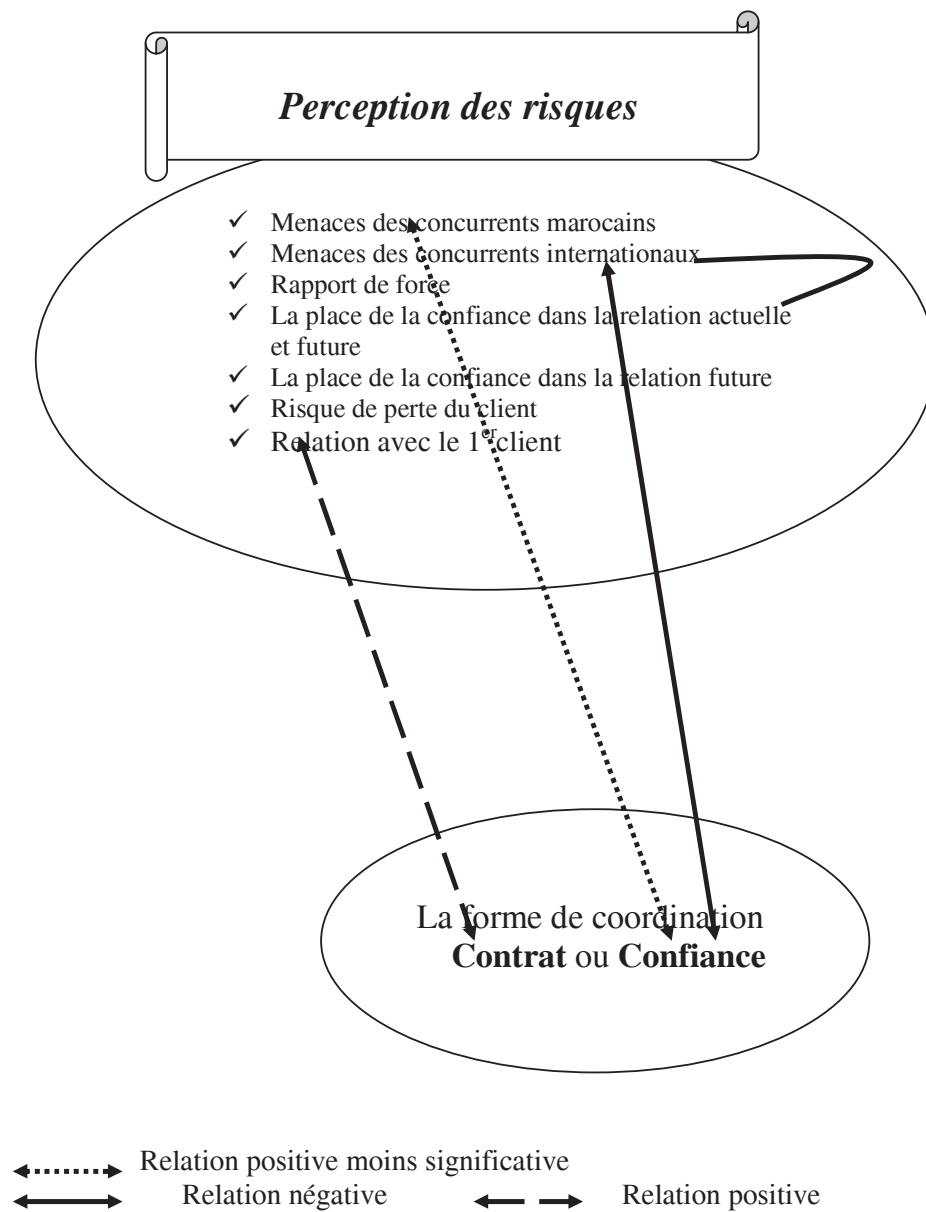 Perception des risques
✓ Menaces des concurrents marocains
✓ Menaces des concurrents internationaux
✓ Rapport de force
✓ La place de la confiance dans la relation actuelle
et future
✓ La place de la confiance dans la relation future
✓ Risque de perte du client
✓ Relation avec le 1er client
La forme de coordination
Contrat ou Confiance
Relation positive moins significative
Relation négative Relation positive